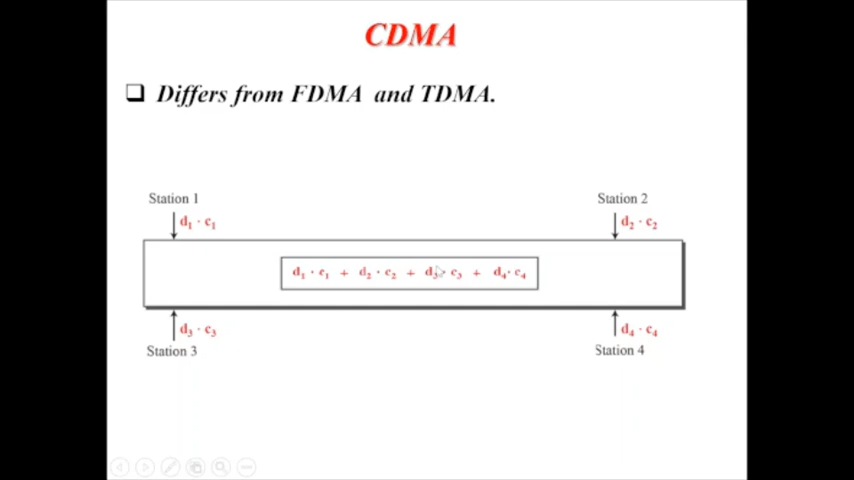 CDMA
❑ Differs from FDMA and TDMA.
Station 1
Station 2
d₁ · c₁
d₂ · c₂
d₁ · c₁ + d₂ · c₂ + d₃ · c₃ + d₄ · c₄
d₃ · c₃
d₄ · c₄
Station 3
Station 4